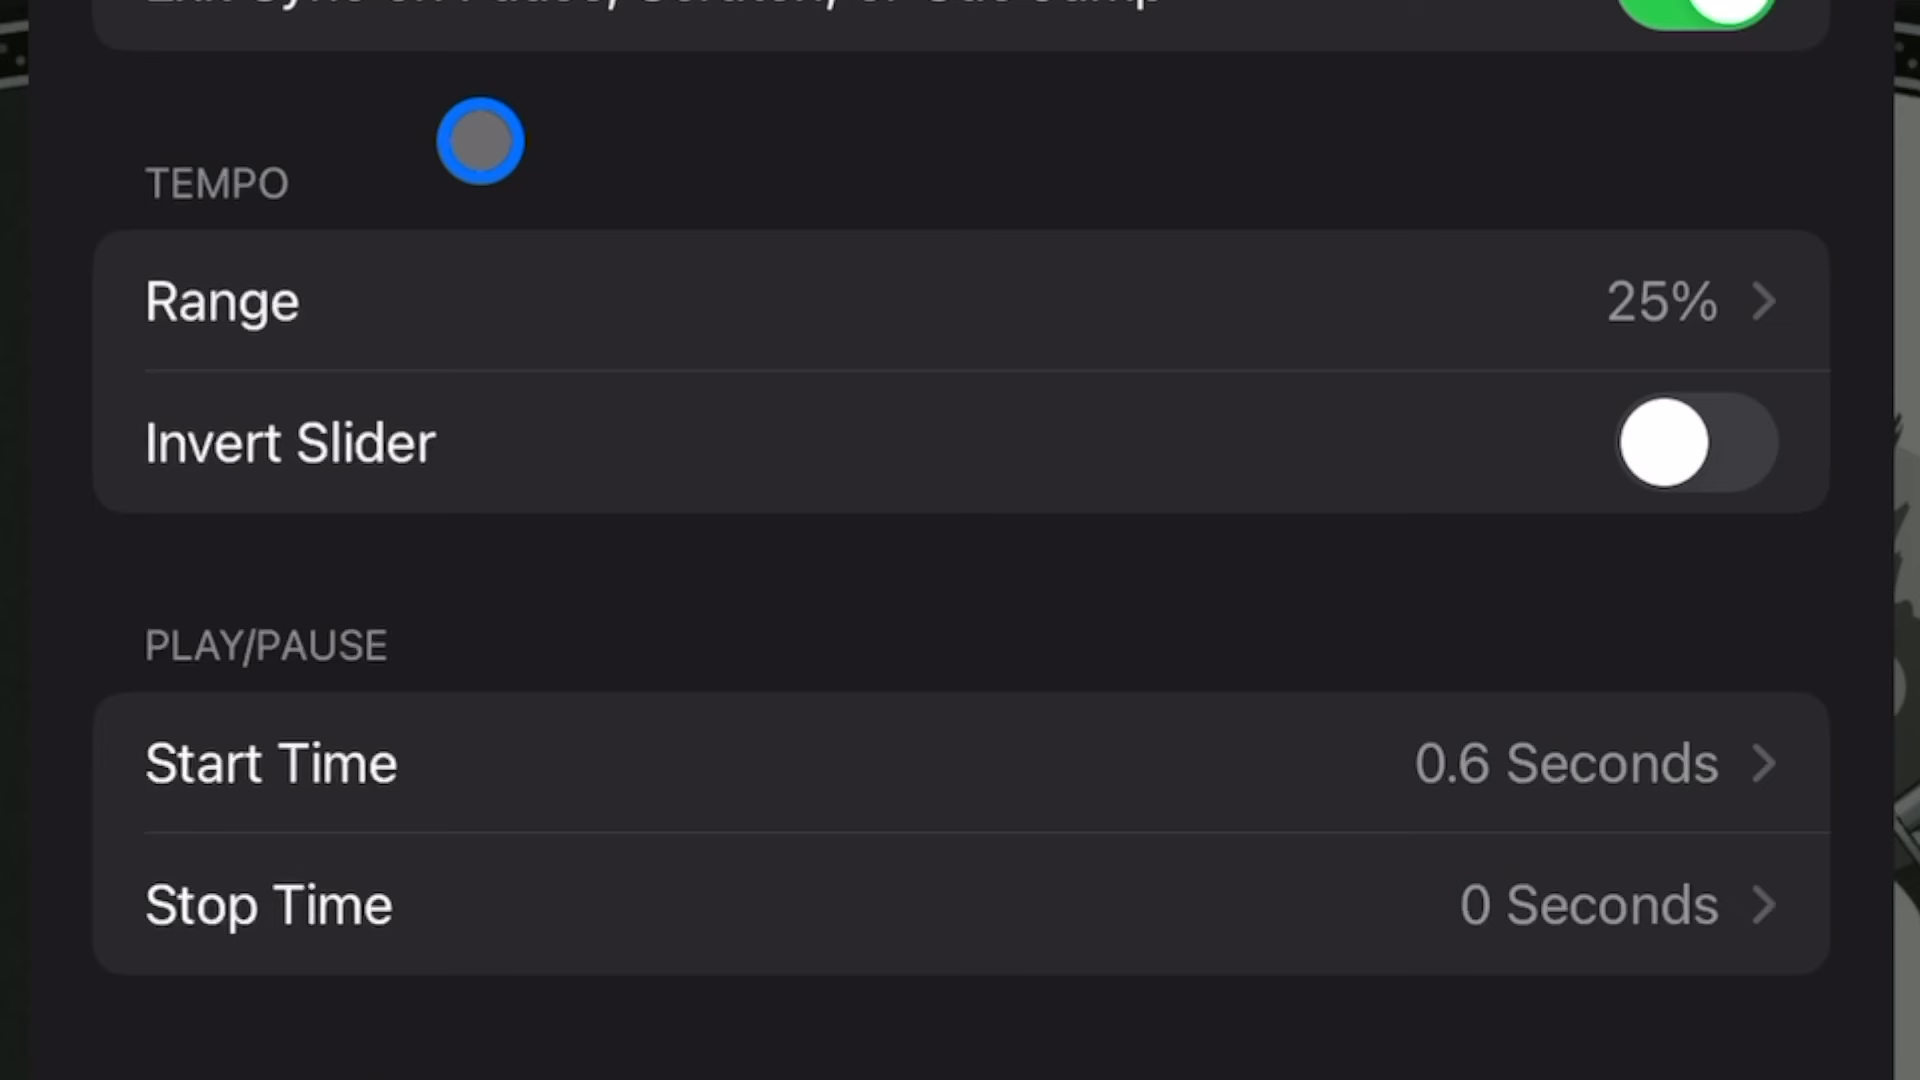 TEMPO
Range 25%
Invert Slider
PLAY/PAUSE
Start Time 0.6 Seconds
Stop Time 0 Seconds